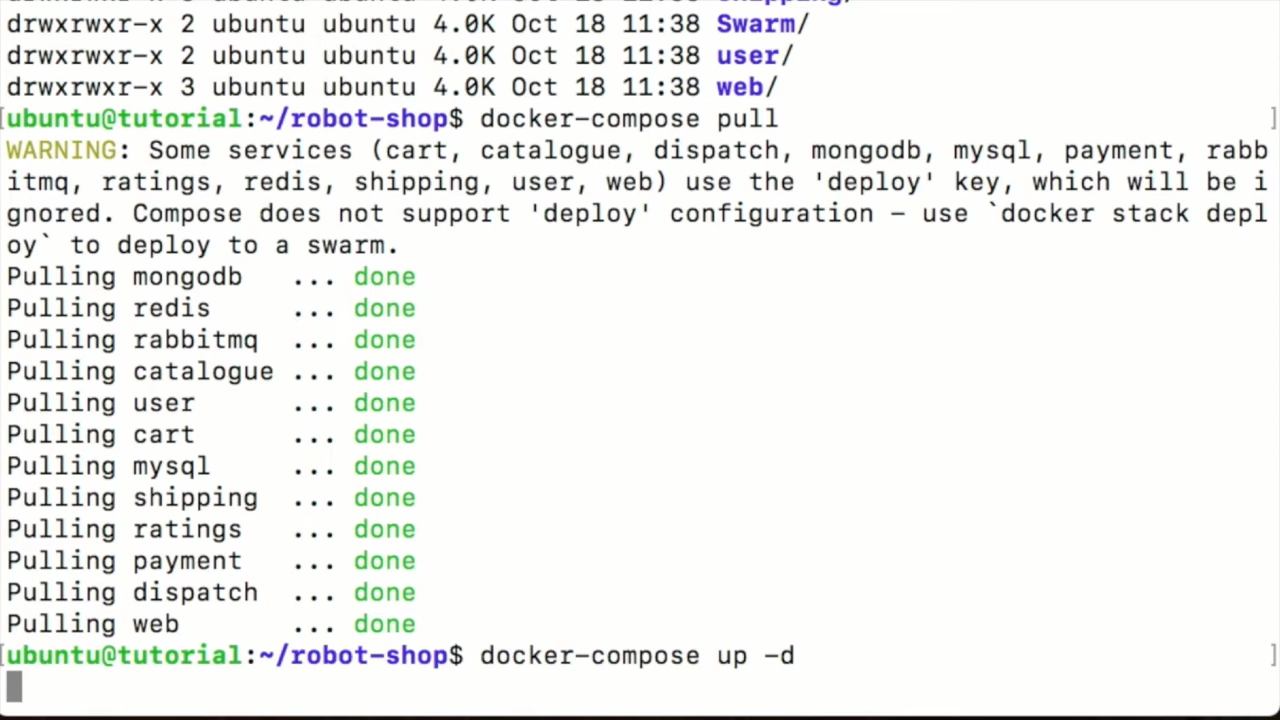 drwxrwxr-x 2 ubuntu ubuntu 4.0K Oct 18 11:38 Swarm/
drwxrwxr-x 2 ubuntu ubuntu 4.0K Oct 18 11:38 user/
drwxrwxr-x 3 ubuntu ubuntu 4.0K Oct 18 11:38 web/
[ubuntu@tutorial:~/robot-shop$ docker-compose pull ]
WARNING: Some services (cart, catalogue, dispatch, mongodb, mysql, payment, rabb
itmq, ratings, redis, shipping, user, web) use the 'deploy' key, which will be i
gnored. Compose does not support 'deploy' configuration - use `docker stack depl
oy` to deploy to a swarm.
Pulling mongodb ... done
Pulling redis ... done
Pulling rabbitmq ... done
Pulling catalogue ... done
Pulling user ... done
Pulling cart ... done
Pulling mysql ... done
Pulling shipping ... done
Pulling ratings ... done
Pulling payment ... done
Pulling dispatch ... done
Pulling web ... done
[ubuntu@tutorial:~/robot-shop$ docker-compose up -d ]